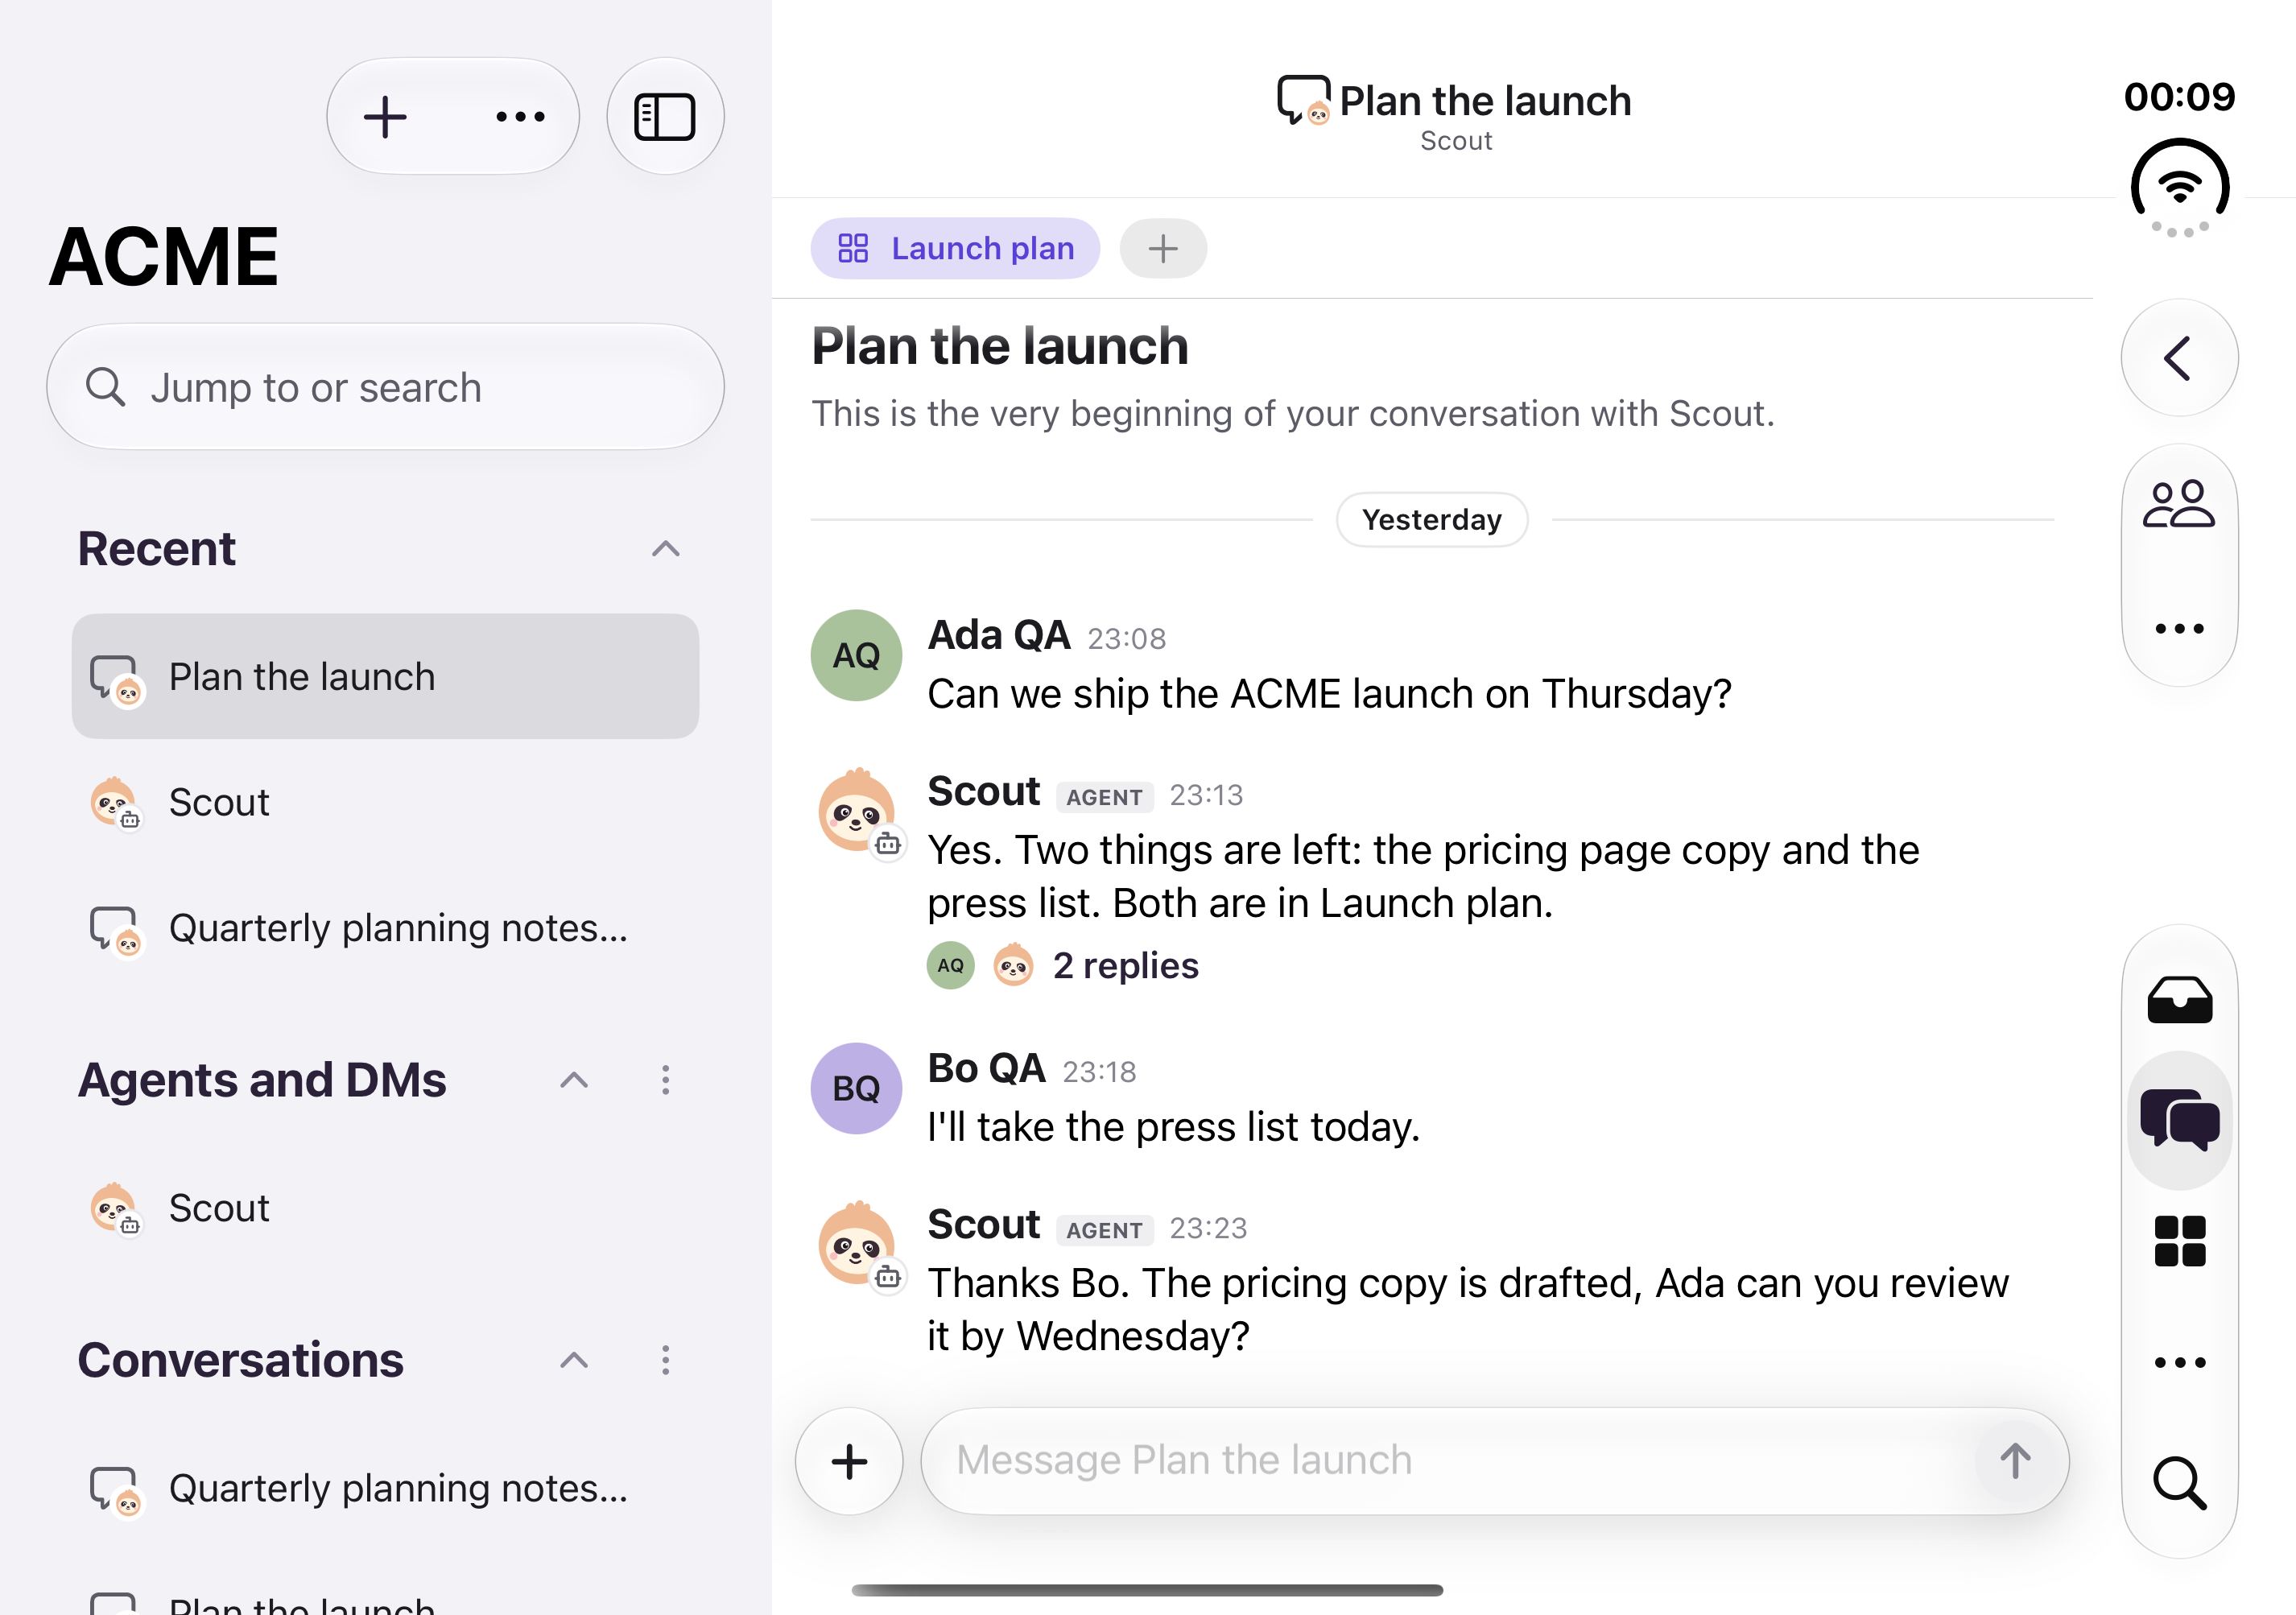 ACME
Jump to or search
Recent
Plan the launch
Scout
Quarterly planning notes...
Agents and DMs
Scout
Conversations
Quarterly planning notes...
Plan the launch
Plan the launch
Scout
00:09
Launch plan
Plan the launch
This is the very beginning of your conversation with Scout.
Yesterday
AQ
Ada QA 23:08
Can we ship the ACME launch on Thursday?
Scout AGENT 23:13
Yes. Two things are left: the pricing page copy and the
press list. Both are in Launch plan.
AQ 2 replies
BQ
Bo QA 23:18
I'll take the press list today.
Scout AGENT 23:23
Thanks Bo. The pricing copy is drafted, Ada can you review
it by Wednesday?
Message Plan the launch